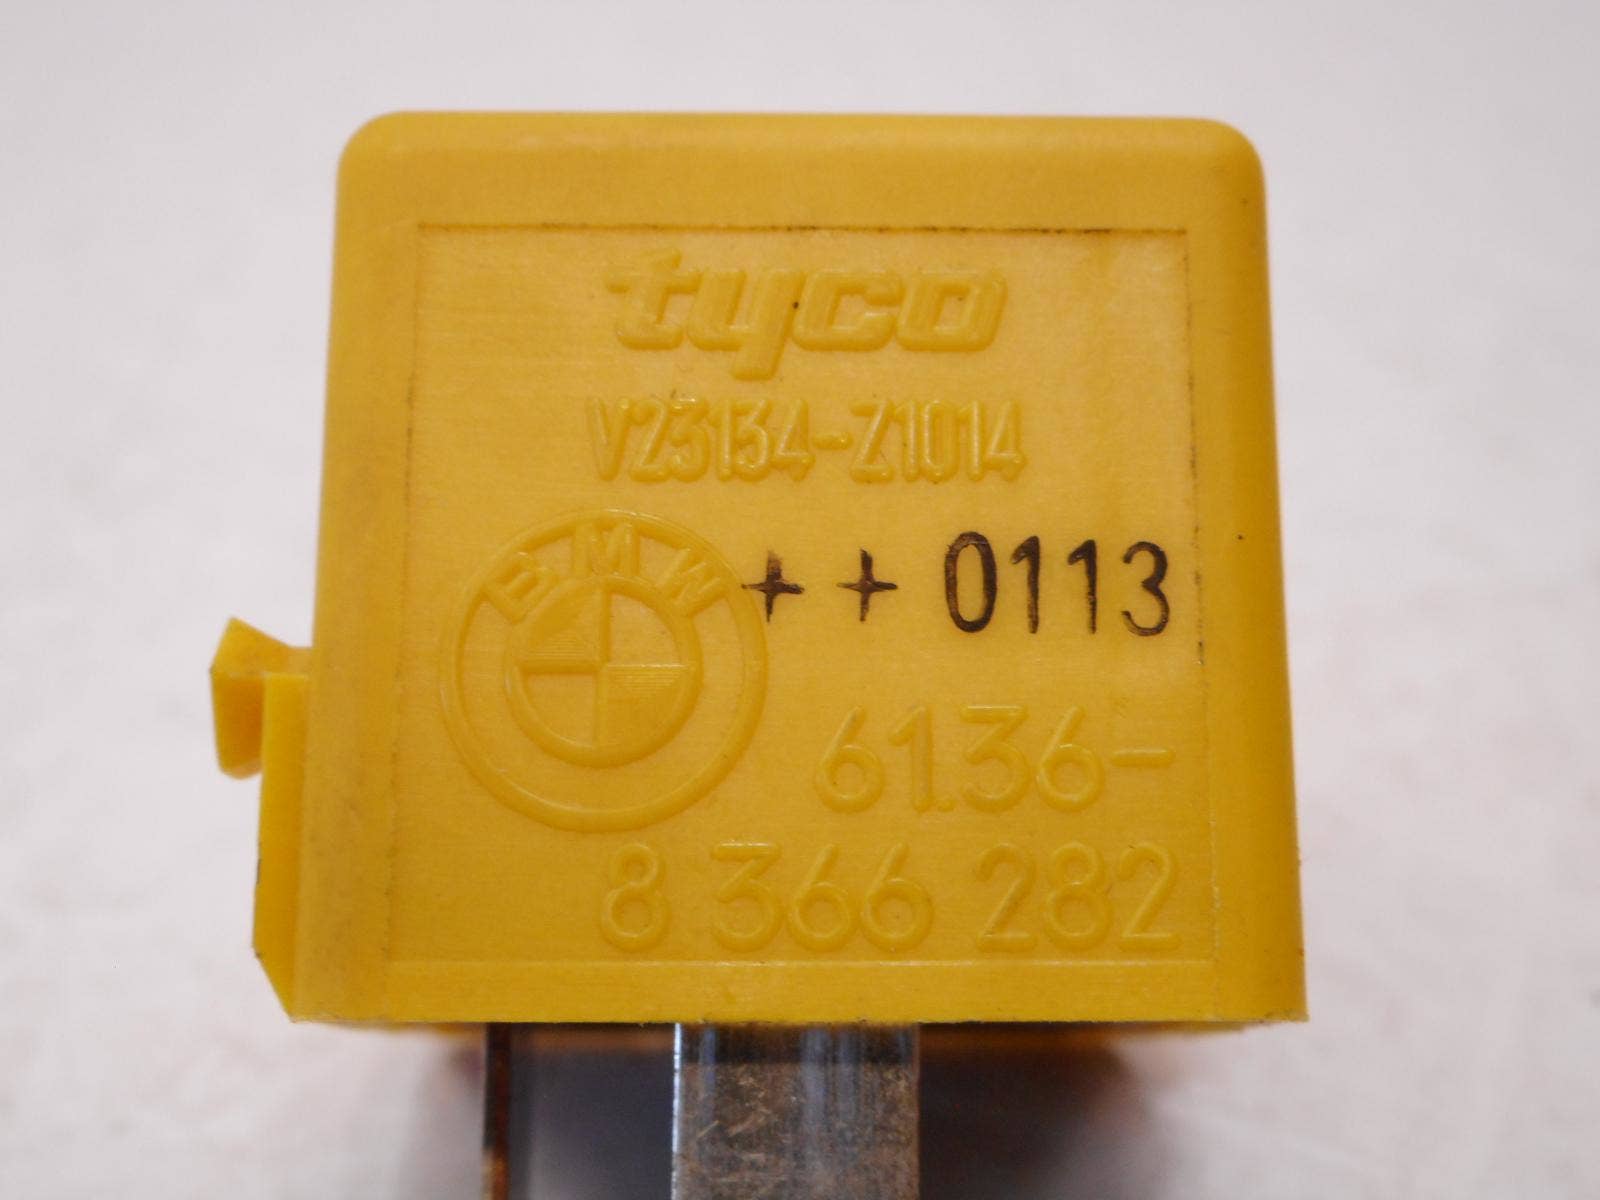 tyco
V23134-Z1014
BMW
++0113
61.36-
8 366 282